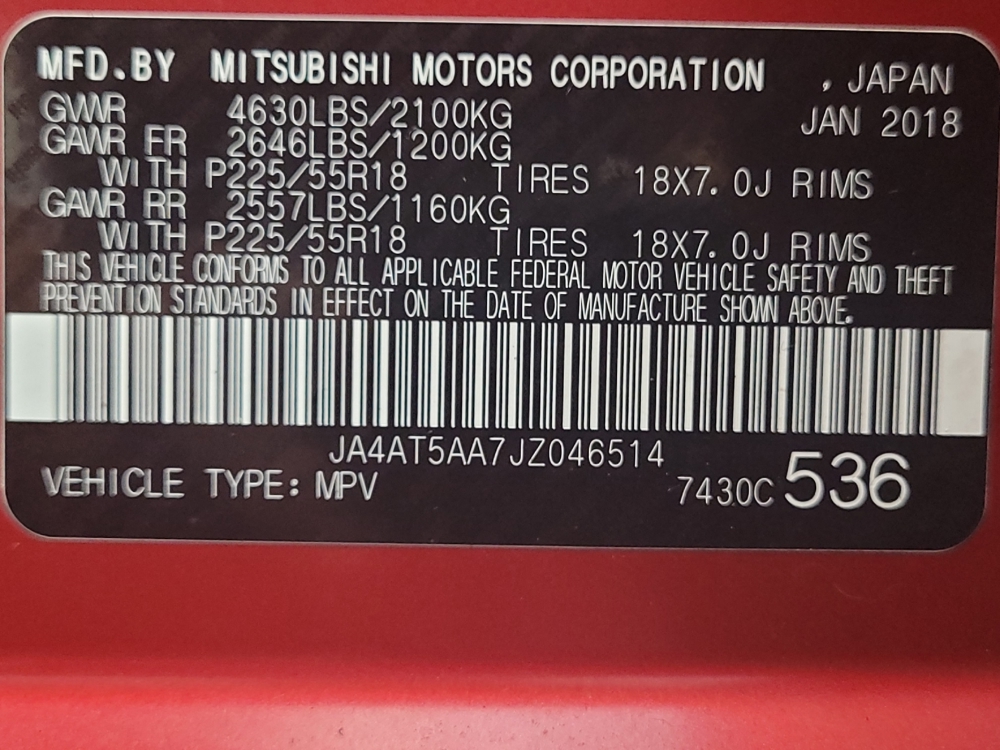 MFD.BY MITSUBISHI MOTORS CORPORATION , JAPAN
GVWR 4630LBS/2100KG JAN 2018
GAWR FR 2646LBS/1200KG
WITH P225/55R18 TIRES 18X7.0J RIMS
GAWR RR 2557LBS/1160KG
WITH P225/55R18 TIRES 18X7.0J RIMS
THIS VEHICLE CONFORMS TO ALL APPLICABLE FEDERAL MOTOR VEHICLE SAFETY AND THEFT
PREVENTION STANDARDS IN EFFECT ON THE DATE OF MANUFACTURE SHOWN ABOVE.
JA4AT5AA7JZ046514
VEHICLE TYPE: MPV 7430C 536